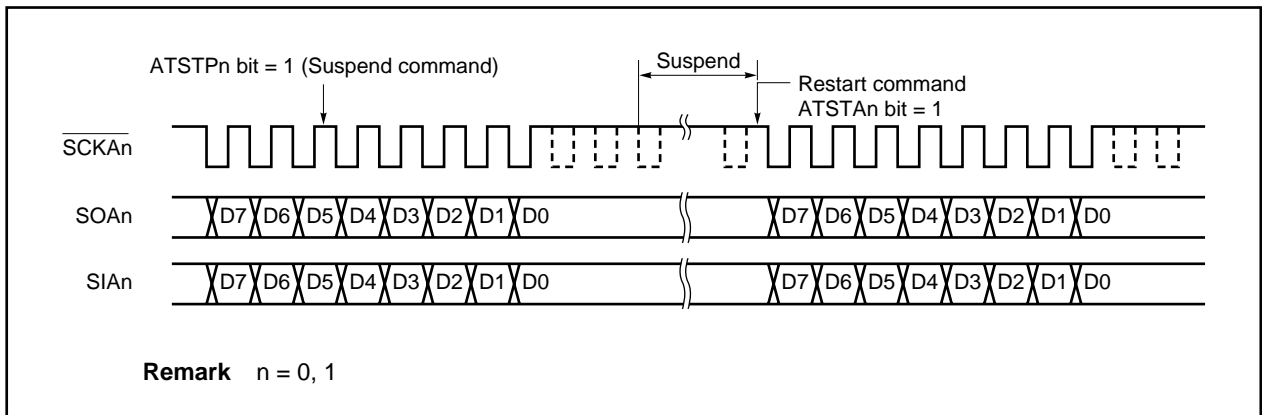 ATSTPn bit = 1 (Suspend command)
Suspend
Restart command
ATSTAn bit = 1
SCKAn
SOAn
D7 D6 D5 D4 D3 D2 D1 D0 D7 D6 D5 D4 D3 D2 D1 D0
SIAn
D7 D6 D5 D4 D3 D2 D1 D0 D7 D6 D5 D4 D3 D2 D1 D0
Remark n = 0, 1